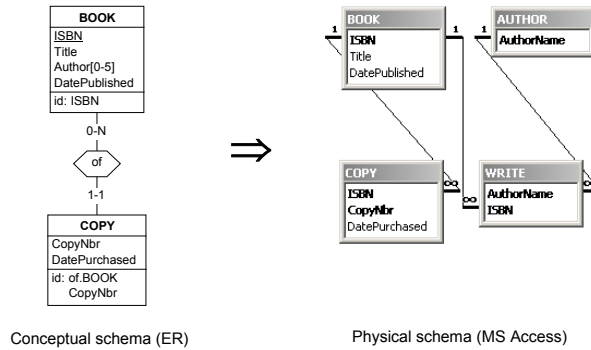 BOOK
ISBN
Title
Author[0-5]
DatePublished
id: ISBN
0-N
of
1-1
COPY
CopyNbr
DatePurchased
id: of.BOOK
CopyNbr
Conceptual schema (ER)
⇒
1
BOOK
ISBN
Title
DatePublished
1
1
AUTHOR
AuthorName
COPY
ISBN
CopyNbr
DatePurchased
∞
∞
WRITE
AuthorName
ISBN
∞
Physical schema (MS Access)